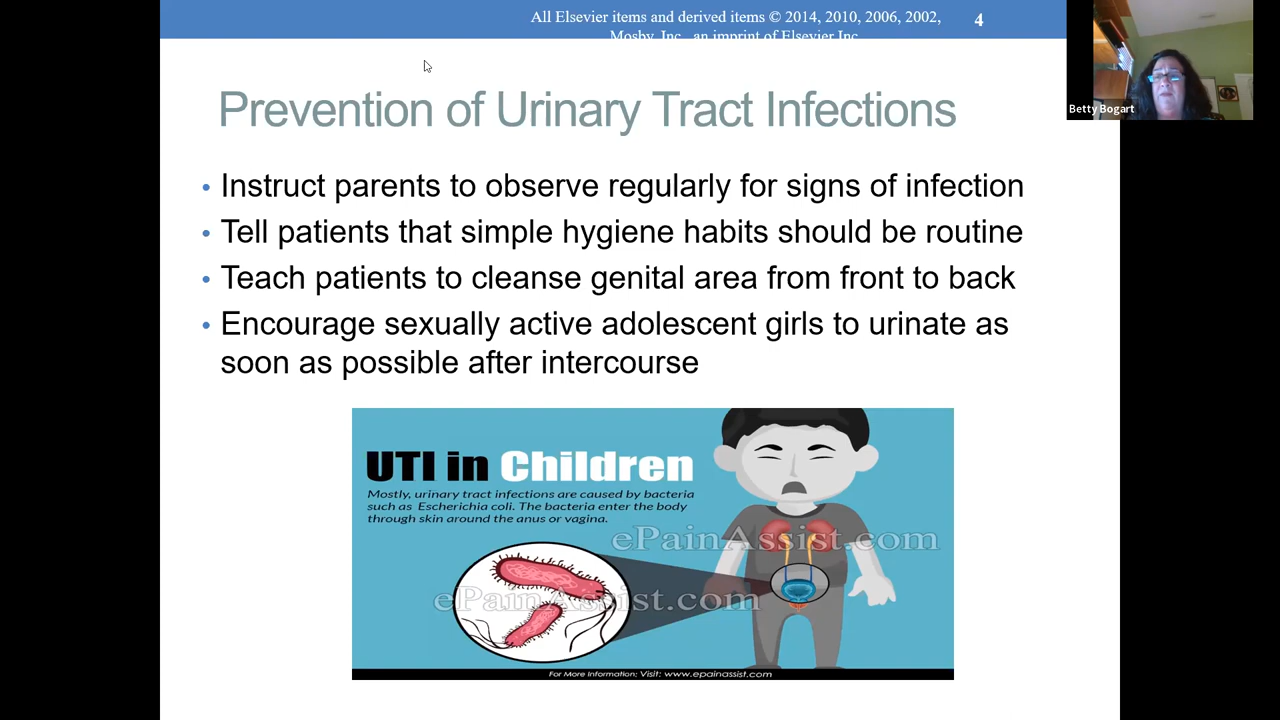 All Elsevier items and derived items © 2014, 2010, 2006, 2002,
4
Mosby, Inc., an imprint of Elsevier Inc.
Betty Bogart
Prevention of Urinary Tract Infections
• Instruct parents to observe regularly for signs of infection
• Tell patients that simple hygiene habits should be routine
• Teach patients to cleanse genital area from front to back
• Encourage sexually active adolescent girls to urinate as
soon as possible after intercourse
UTI in Children
Mostly, urinary tract infections are caused by bacteria
such as Escherichia coli. The bacteria enter the body
through skin around the anus or vagina.
ePainAssist.com
ePainAssist.com
For More Information; Visit: www.epainassist.com